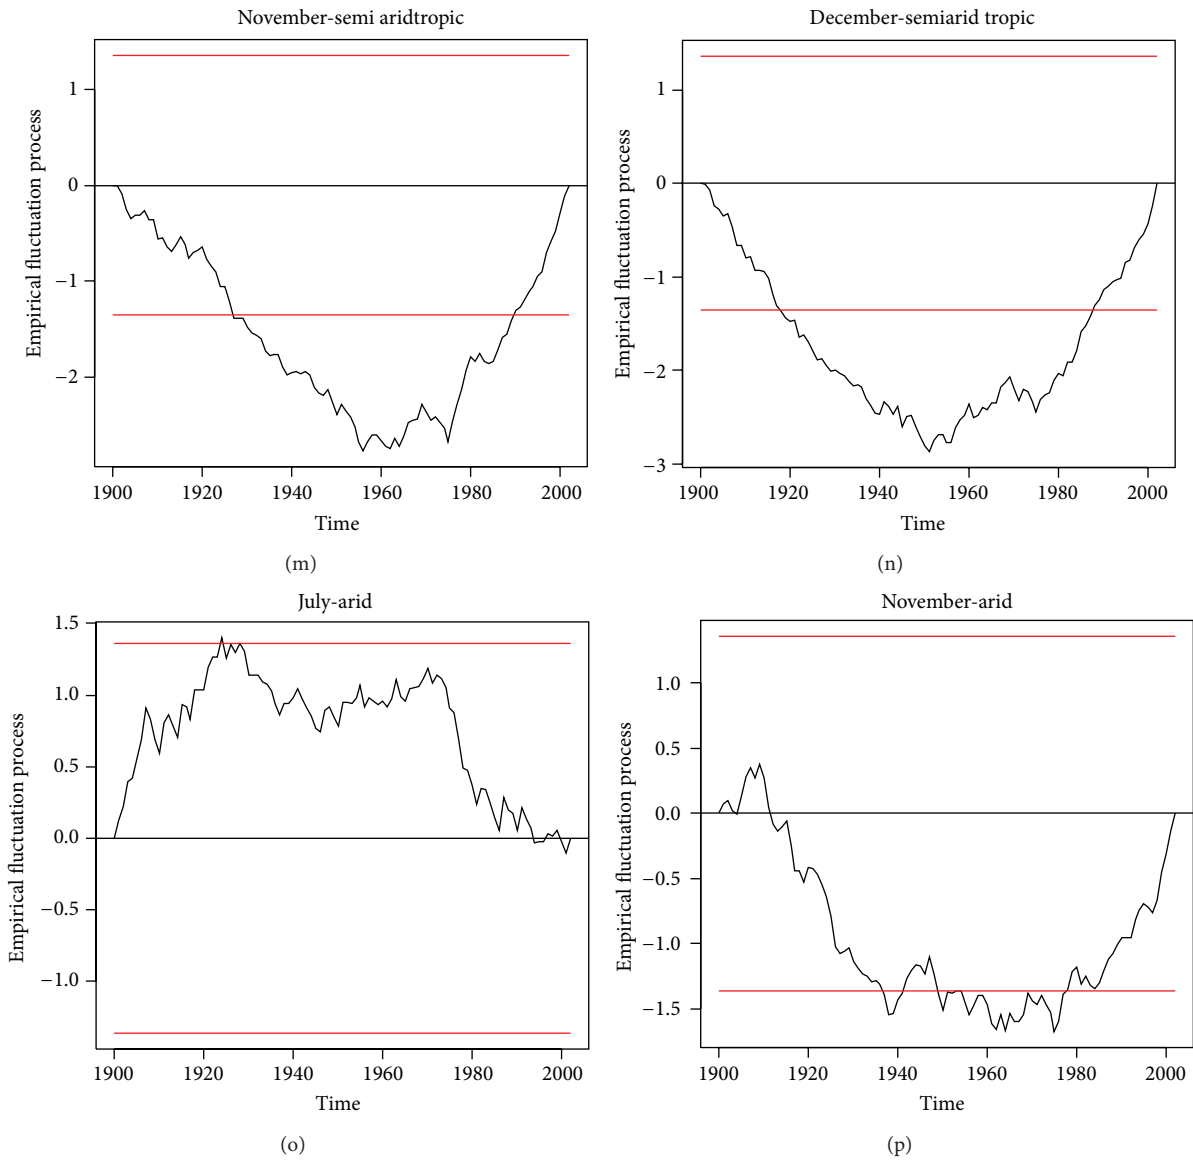 November-semi aridtropic
Empirical fluctuation process
1
0
−1
−2
1900 1920 1940 1960 1980 2000
Time
(m)
December-semiarid tropic
Empirical fluctuation process
1
0
−1
−2
−3
1900 1920 1940 1960 1980 2000
Time
(n)
July-arid
Empirical fluctuation process
1.5
1.0
0.5
0.0
−0.5
−1.0
1900 1920 1940 1960 1980 2000
Time
(o)
November-arid
Empirical fluctuation process
1.0
0.5
0.0
−0.5
−1.0
−1.5
1900 1920 1940 1960 1980 2000
Time
(p)